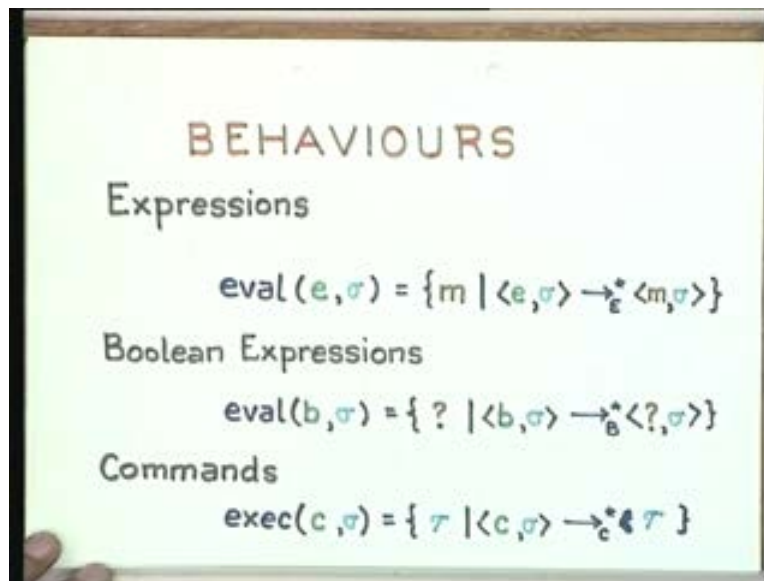 BEHAVIOURS
Expressions
eval(e,σ) = {m | <e,σ> →*ε <m,σ>}
Boolean Expressions
eval(b,σ) = { ? | <b,σ> →*B <?,σ>}
Commands
exec(c,σ) = { τ | <c,σ> →*c τ }